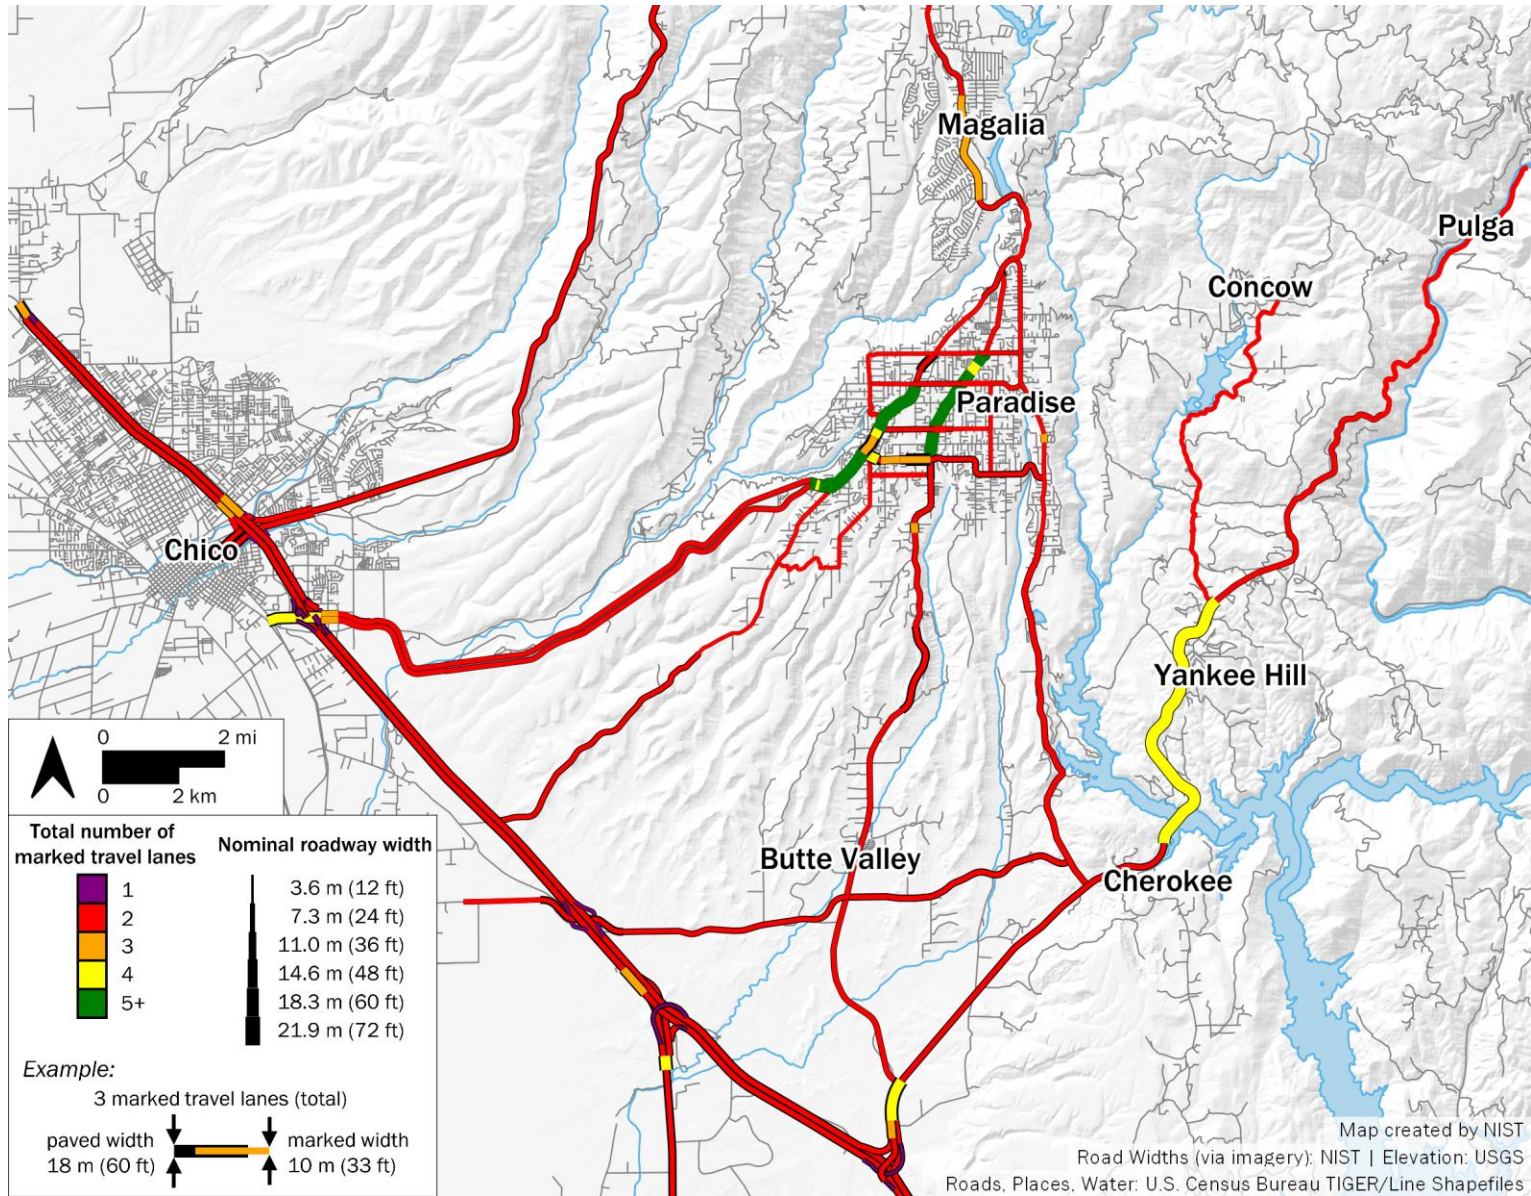 Magalia
Pulga
Concow
Paradise
Chico
Yankee Hill
Butte Valley
Cherokee
0 2 mi
0 2 km
Total number of
marked travel lanes
1
2
3
4
5+
Nominal roadway width
3.6 m (12 ft)
7.3 m (24 ft)
11.0 m (36 ft)
14.6 m (48 ft)
18.3 m (60 ft)
21.9 m (72 ft)
Example:
3 marked travel lanes (total)
paved width
18 m (60 ft)
marked width
10 m (33 ft)
Map created by NIST
Road Widths (via imagery): NIST | Elevation: USGS
Roads, Places, Water: U.S. Census Bureau TIGER/Line Shapefiles